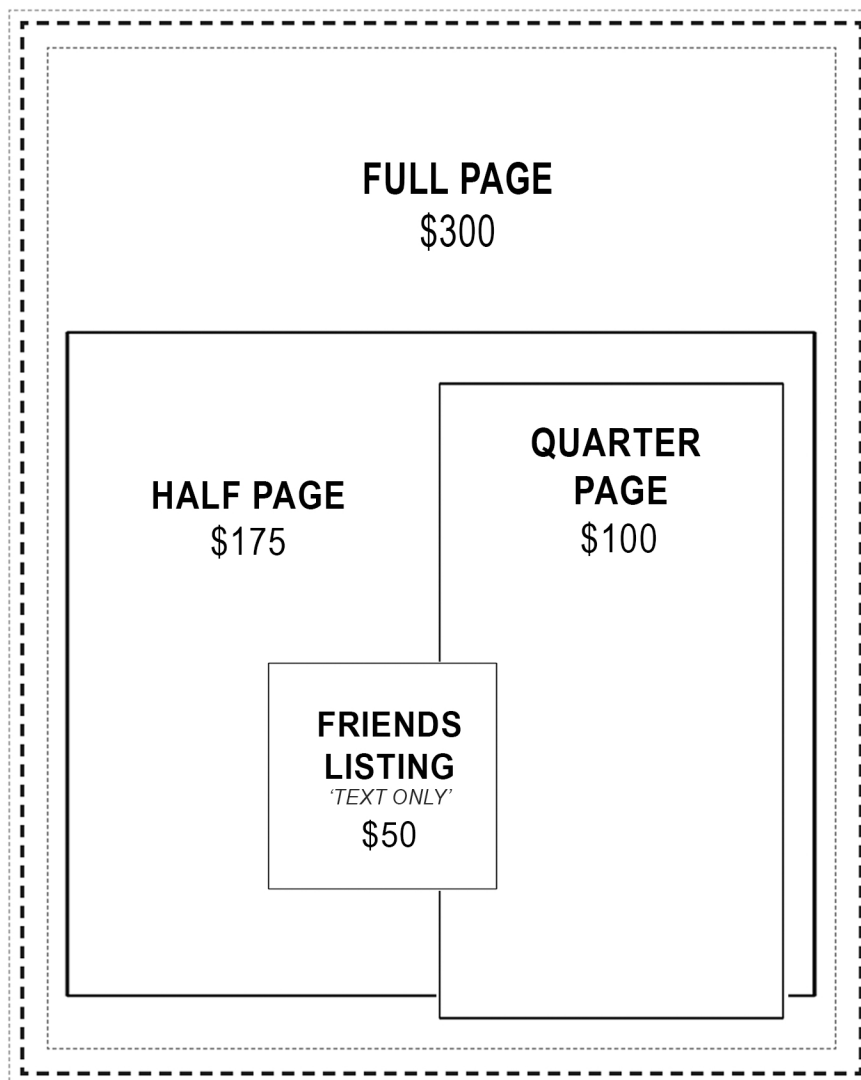 FULL PAGE
$300
HALF PAGE
$175
QUARTER
PAGE
$100
FRIENDS
LISTING
‘TEXT ONLY’
$50